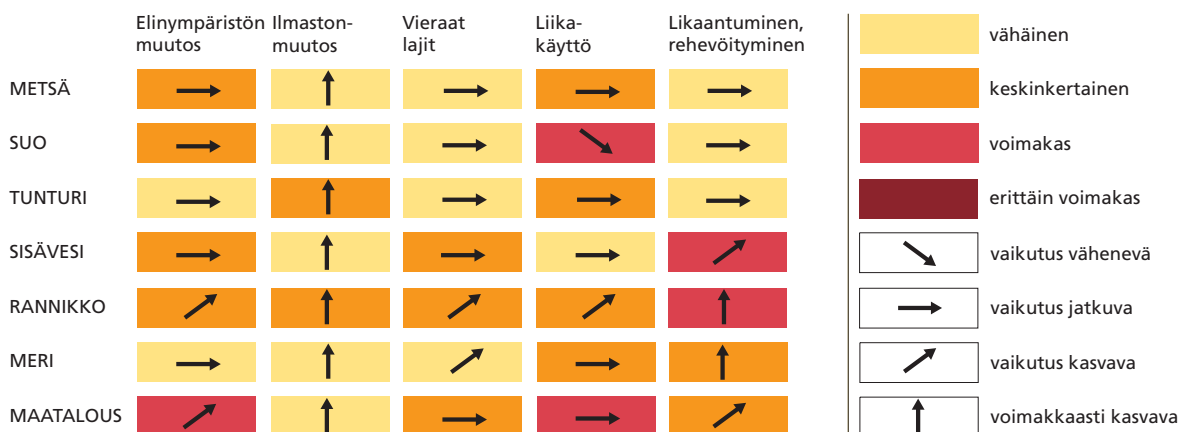 Elinympäristön
muutos
Ilmaston-
muutos
Vieraat
lajit
Liika-
käyttö
Likaantuminen,
rehevöityminen
METSÄ
SUO
TUNTURI
SISÄVESI
RANNIKKO
MERI
MAATALOUS
vähäinen
keskinkertainen
voimakas
erittäin voimakas
vaikutus vähenevä
vaikutus jatkuva
vaikutus kasvava
voimakkaasti kasvava